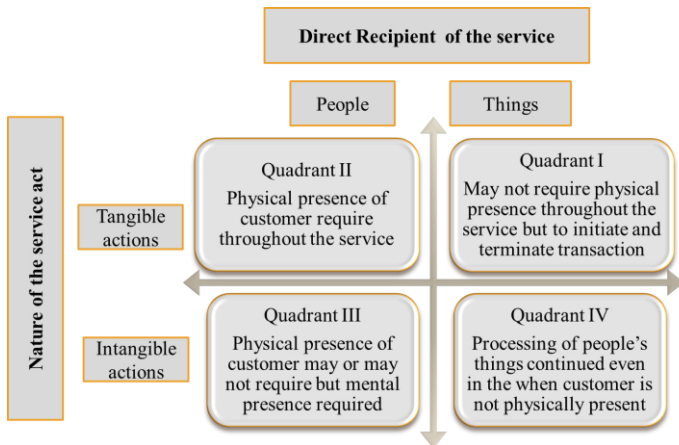 Direct Recipient of the service
People
Things
Nature of the service act
Tangible
actions
Quadrant II
Physical presence of
customer require
throughout the service
Quadrant I
May not require physical
presence throughout the
service but to initiate and
terminate transaction
Intangible
actions
Quadrant III
Physical presence of
customer may or may
not require but mental
presence required
Quadrant IV
Processing of people's
things continued even
in the when customer is
not physically present